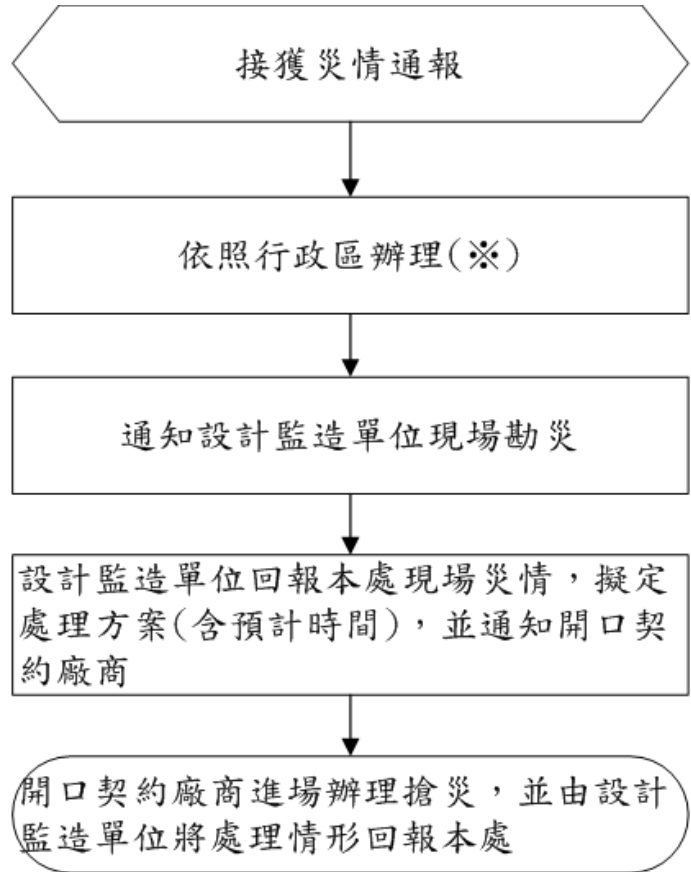 接獲災情通報
依照行政區辦理(※)
通知設計監造單位現場勘災
設計監造單位回報本處現場災情，擬定
處理方案(含預計時間)，並通知開口契
約廠商
開口契約廠商進場辦理搶災，並由設計
監造單位將處理情形回報本處